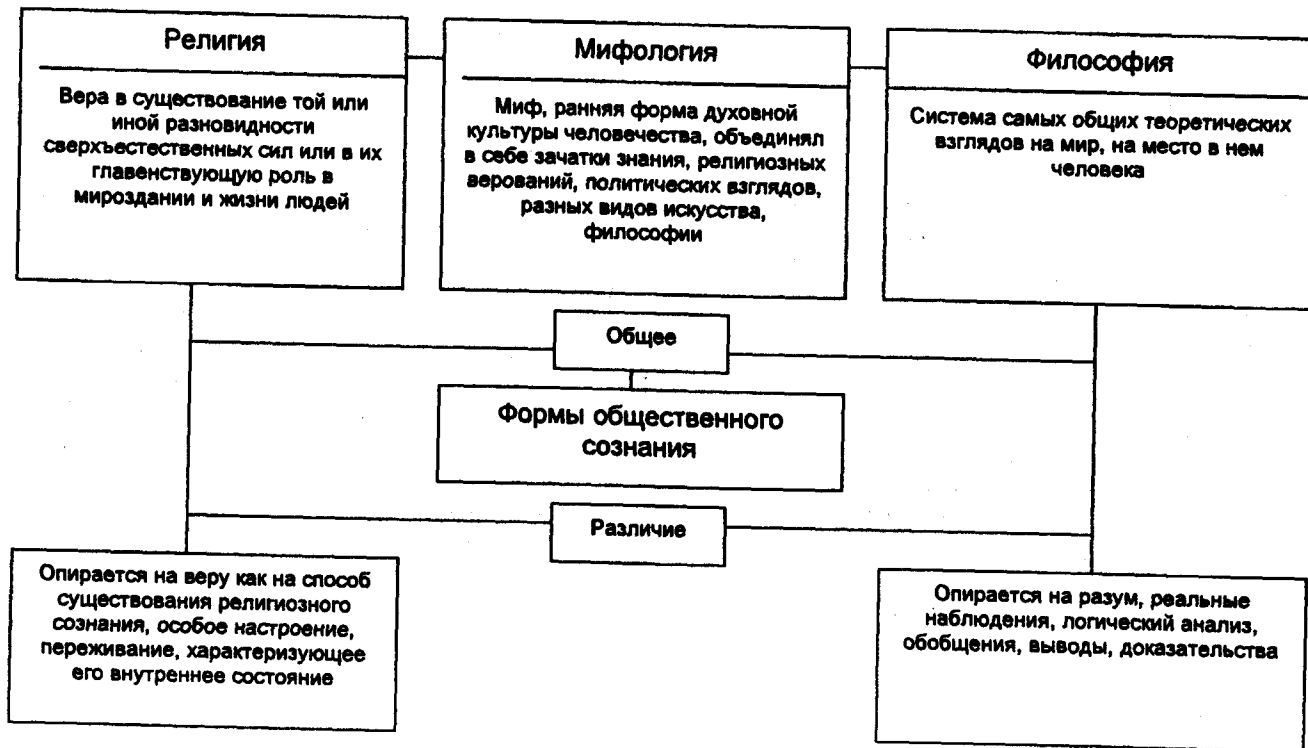 Религия
Вера в существование той или
иной разновидности
сверхъестественных сил или в их
главенствующую роль в
мироздании и жизни людей
Мифология
Миф, ранняя форма духовной
культуры человечества, объединял
в себе зачатки знания, религиозных
верований, политических взглядов,
разных видов искусства,
философии
Философия
Система самых общих теоретических
взглядов на мир, на место в нем
человека
Общее
Формы общественного
сознания
Различие
Опирается на веру как на способ
существования религиозного
сознания, особое настроение,
переживание, характеризующее
его внутреннее состояние
Опирается на разум, реальные
наблюдения, логический анализ,
обобщения, выводы, доказательства